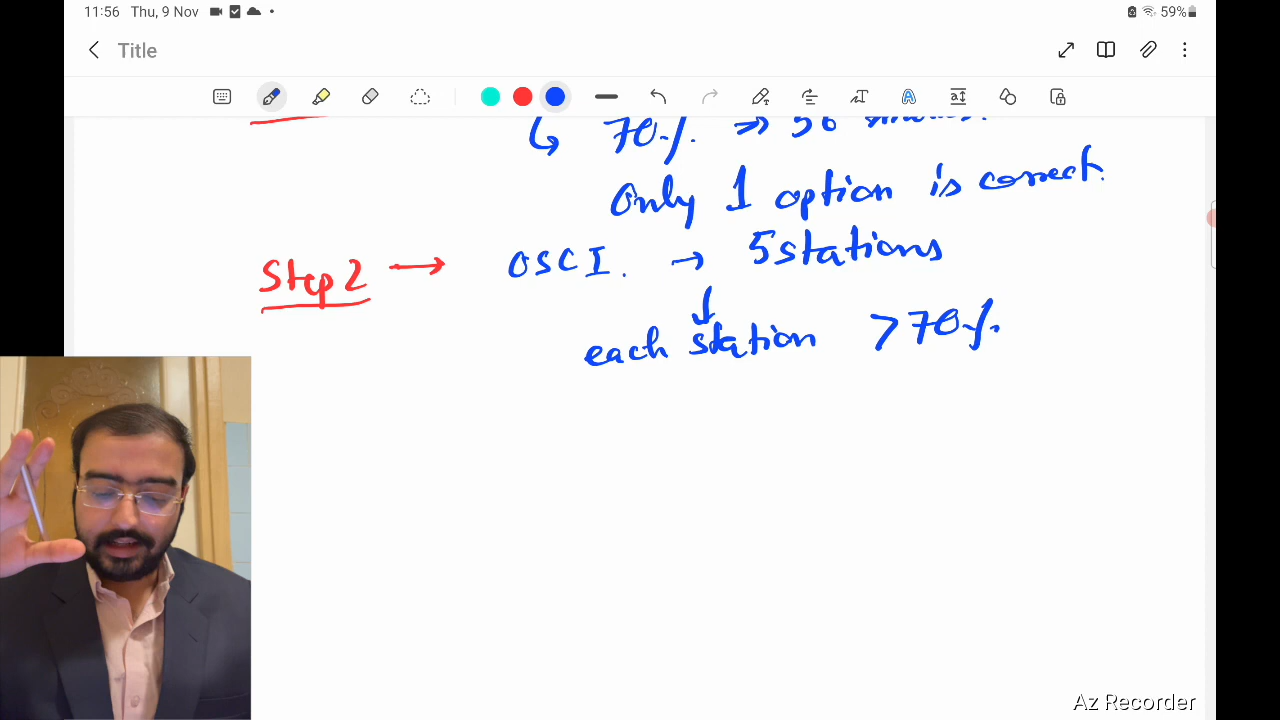 11:56 Thu, 9 Nov
59%
Title
↳ 70% ⇒
Only 1 option is correct.
Step 2 → OSCI. → 5 stations
↓
each station > 70%
Az Recorder